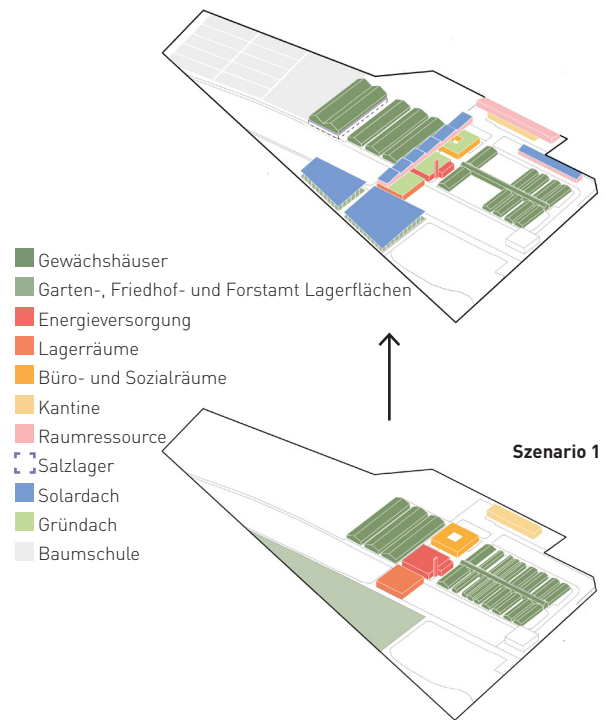 Gewächshäuser
Garten-, Friedhof- und Forstamt Lagerflächen
Energieversorgung
Lagerräume
Büro- und Sozialräume
Kantine
Raumressource
Szenario 1
Salzlager
Solardach
Gründach
Baumschule